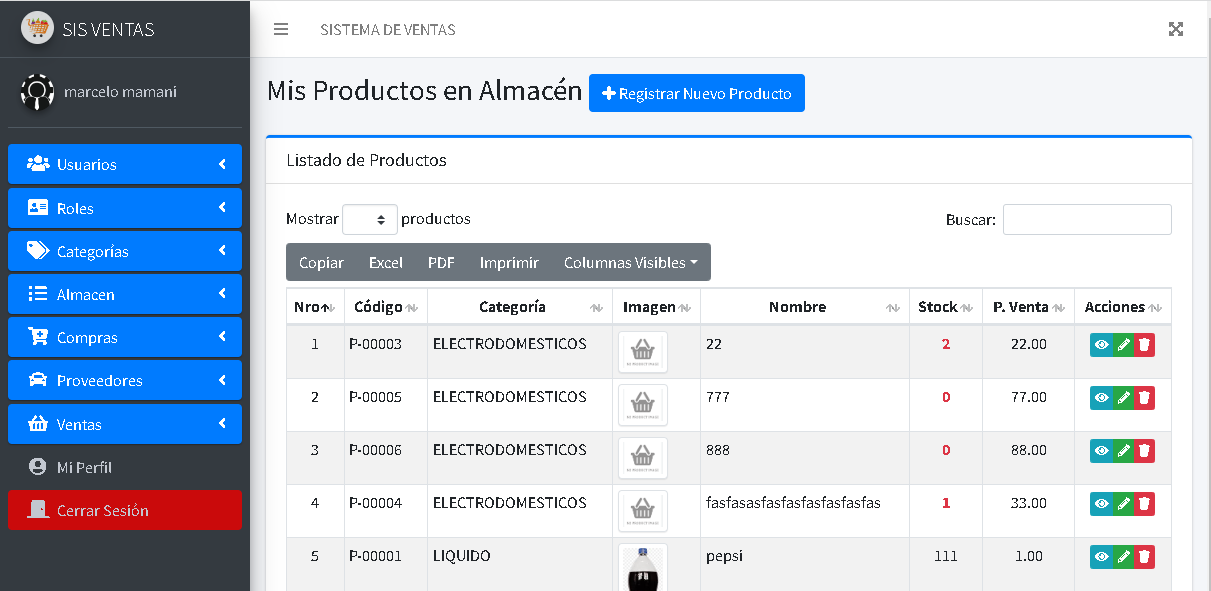 SIS VENTAS
SISTEMA DE VENTAS
marcelo mamani
Usuarios
Roles
Categorías
Almacen
Compras
Proveedores
Ventas
Mi Perfil
Cerrar Sesión
Mis Productos en Almacén
Registrar Nuevo Producto
Listado de Productos
Mostrar productos
Buscar:
Copiar Excel PDF Imprimir Columnas Visibles
Nro Código Categoría Imagen Nombre Stock P. Venta Acciones
1 P-00003 ELECTRODOMESTICOS 22 2 22.00
2 P-00005 ELECTRODOMESTICOS 777 0 77.00
3 P-00006 ELECTRODOMESTICOS 888 0 88.00
4 P-00004 ELECTRODOMESTICOS fasfasasfasfasfasfasfasfas 1 33.00
5 P-00001 LIQUIDO pepsi 111 1.00